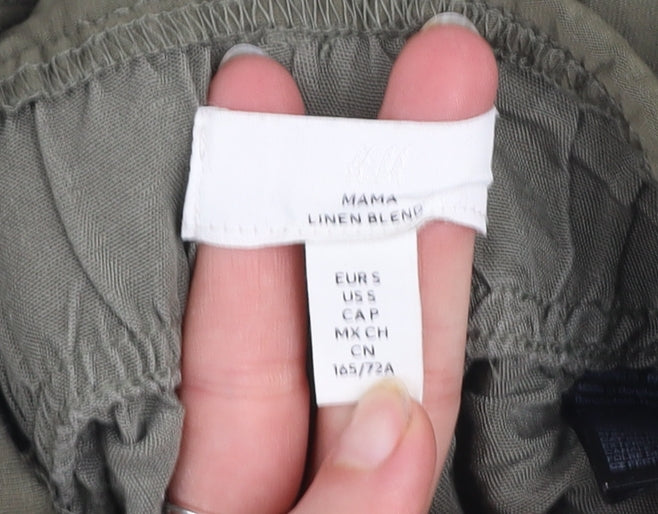 H&M
MAMA
LINEN BLEND
EUR S
US S
CA P
MX CH
CN
165/72A